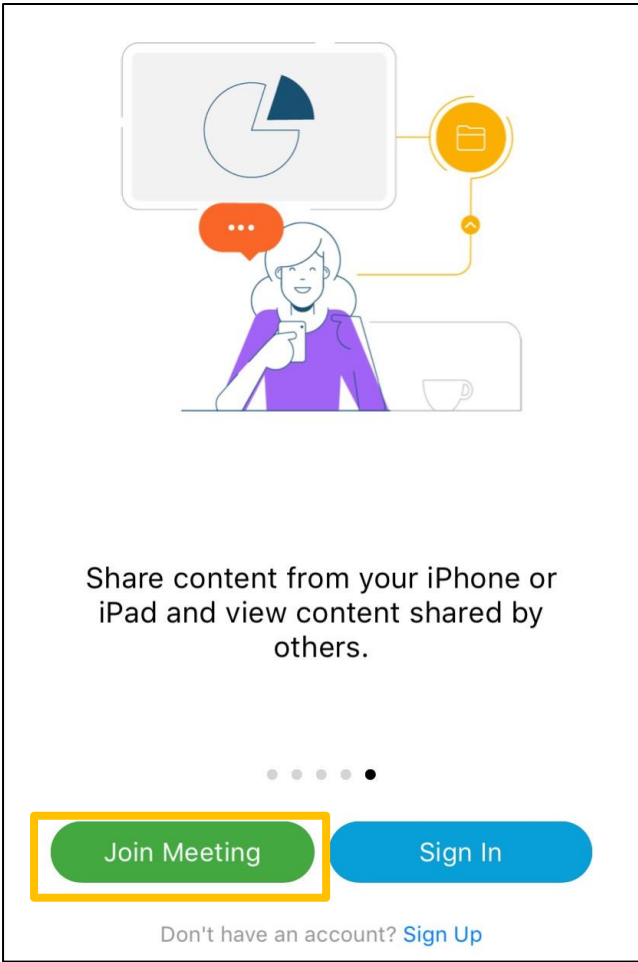 Share content from your iPhone or
iPad and view content shared by
others.
Join Meeting
Sign In
Don't have an account? Sign Up